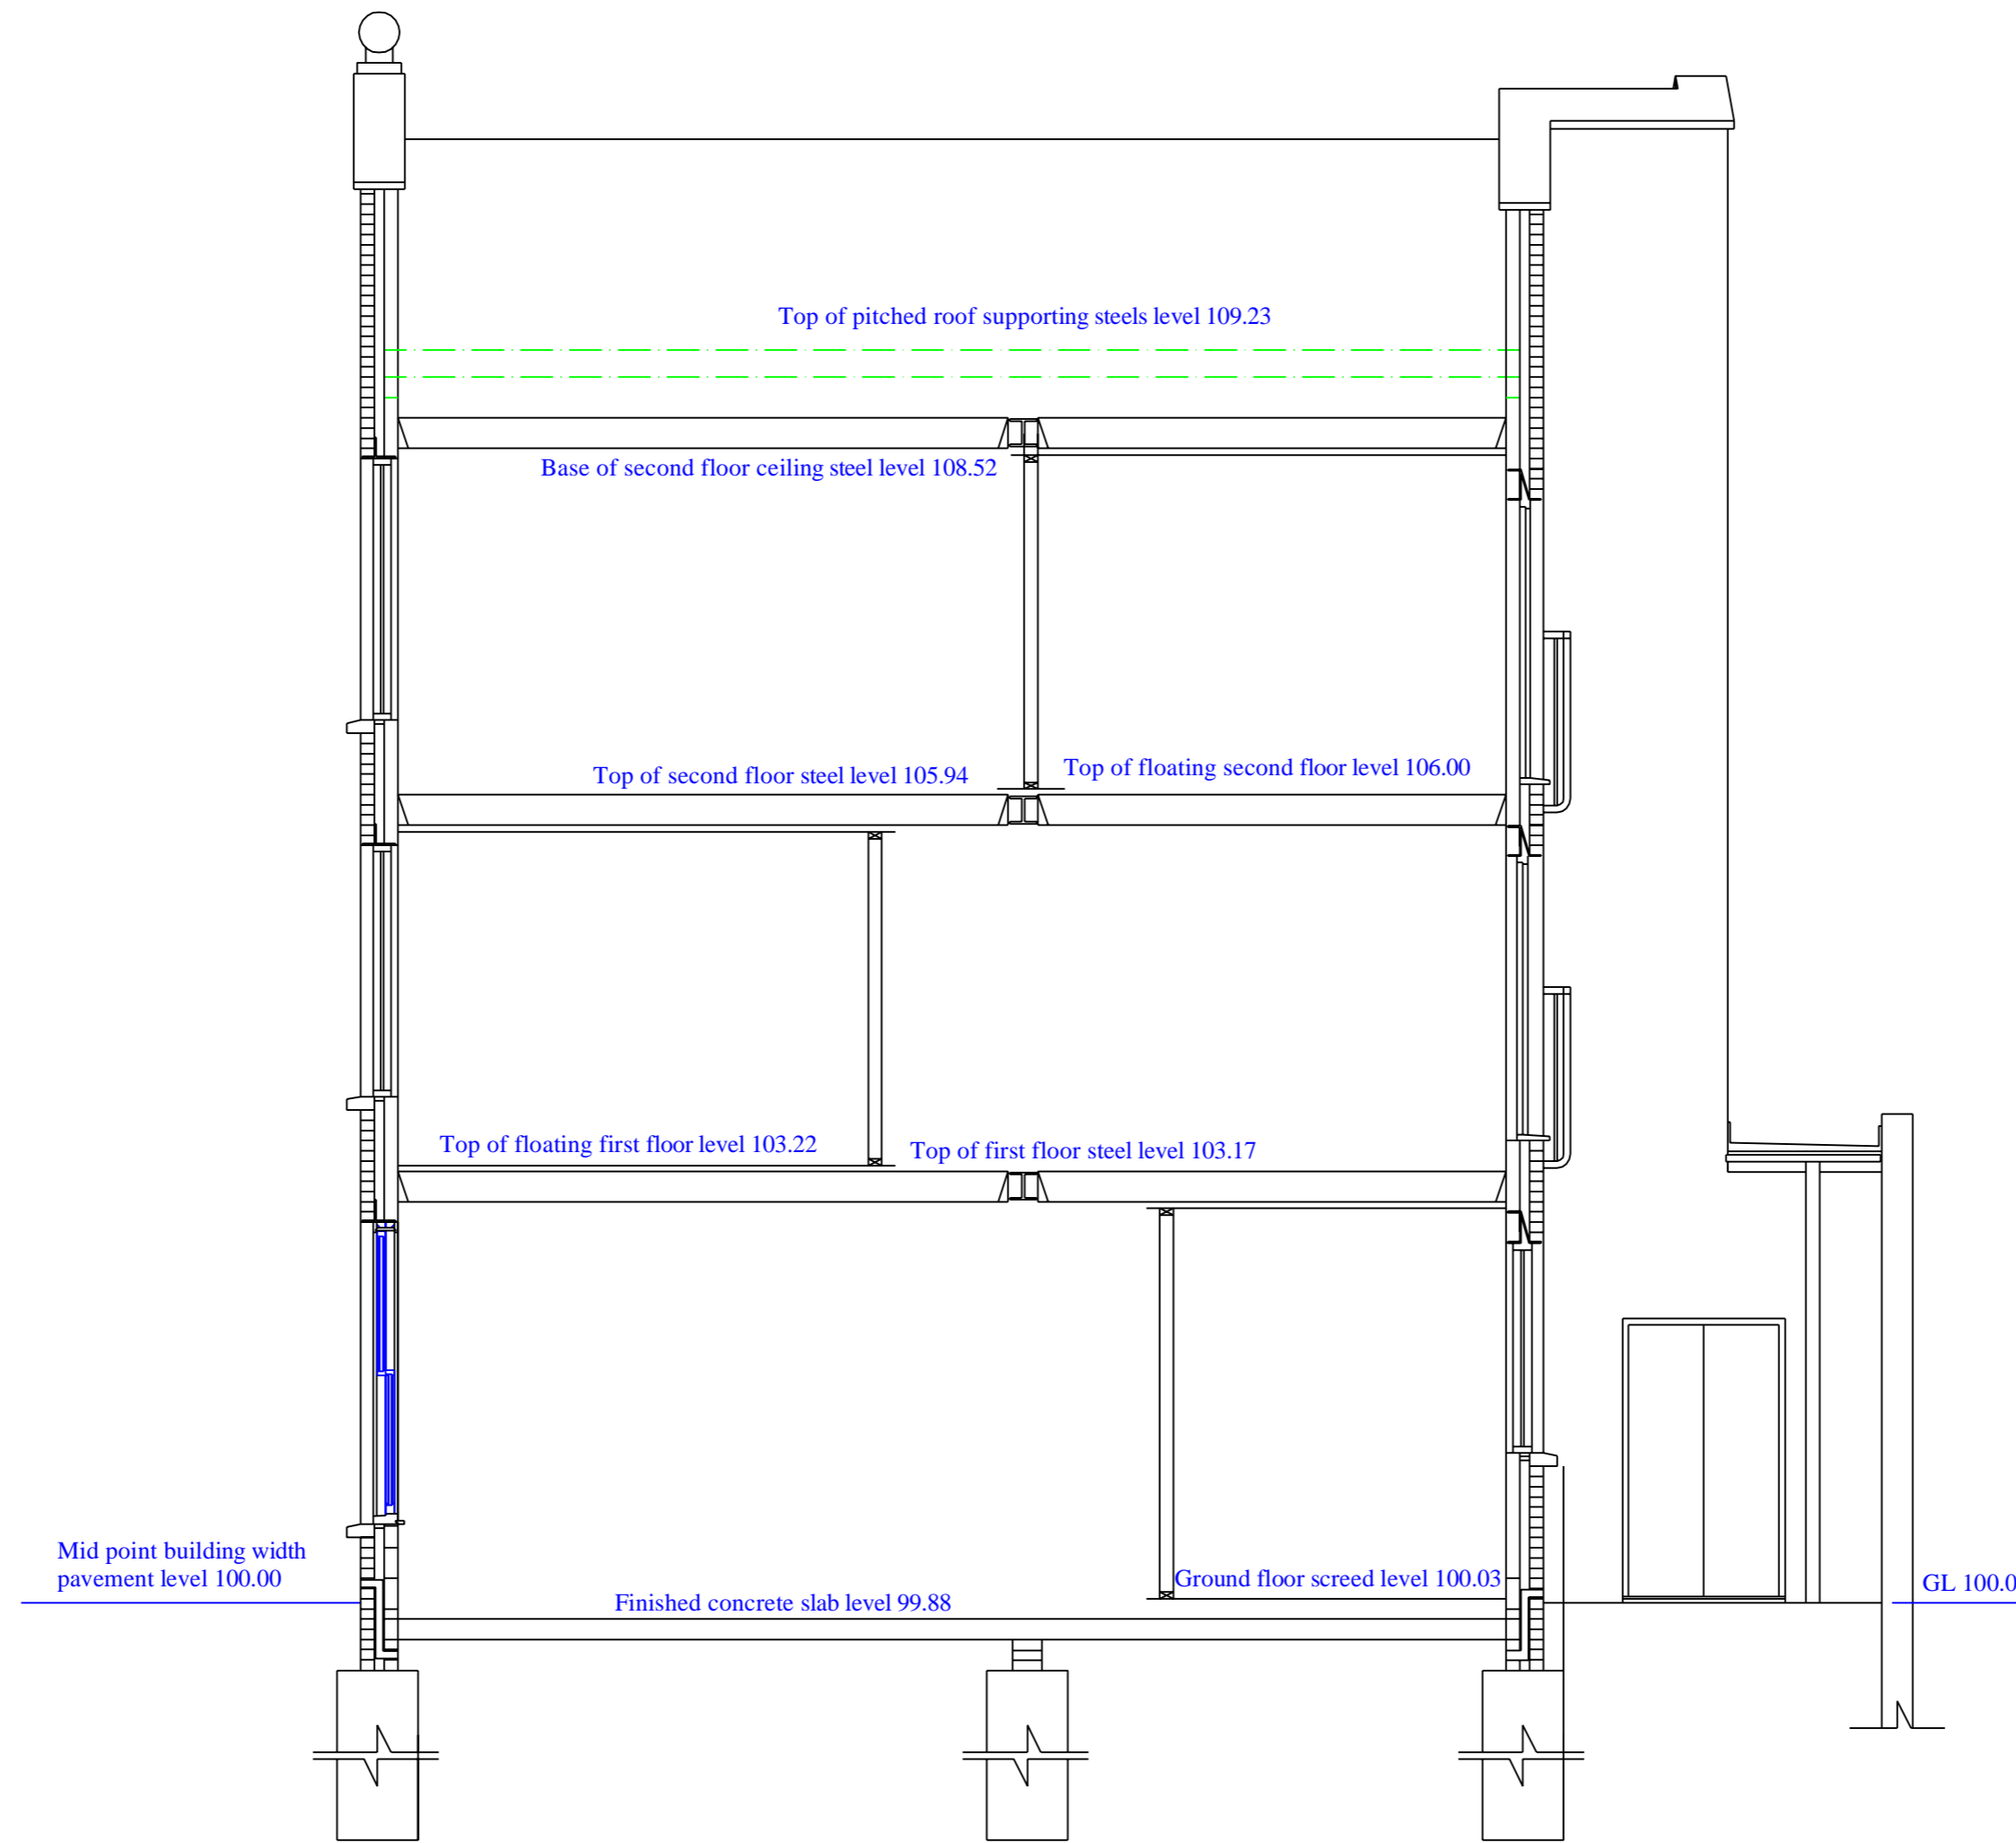 Top of pitched roof supporting steels level 109.23
Base of second floor ceiling steel level 108.52
Top of second floor steel level 105.94
Top of floating second floor level 106.00
Top of floating first floor level 103.22
Top of first floor steel level 103.17
Mid point building width
pavement level 100.00
Finished concrete slab level 99.88
Ground floor screed level 100.03
GL 100.0